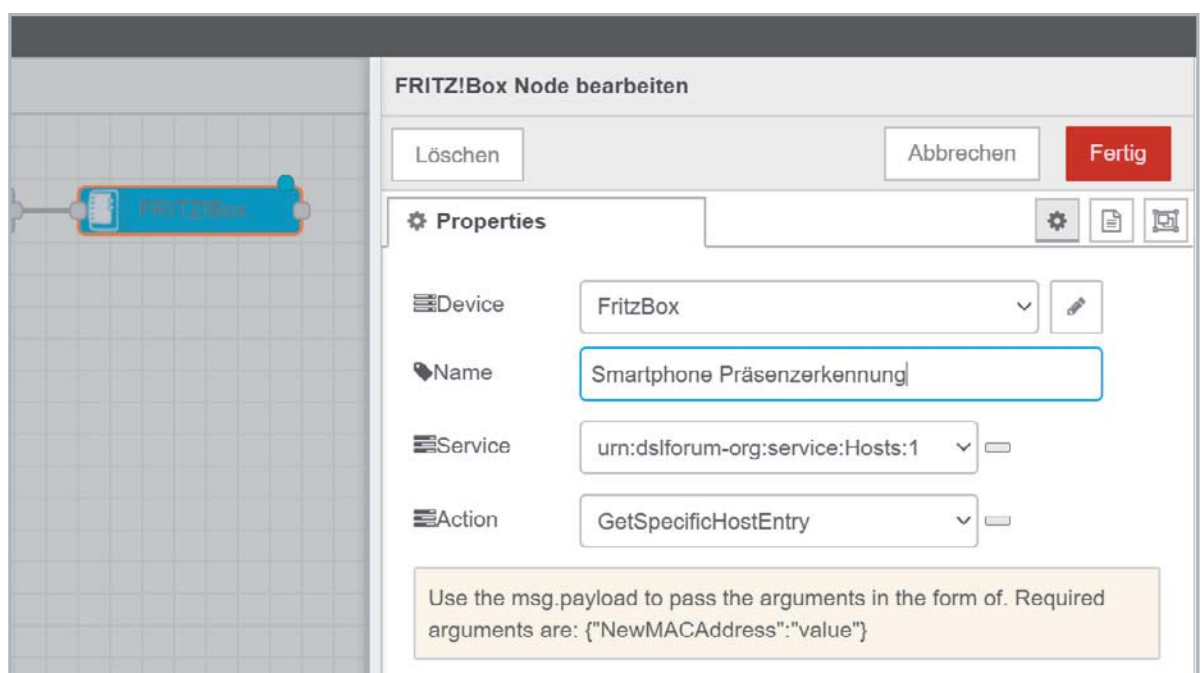 FRITZ!Box Node bearbeiten
Löschen
Abbrechen
Fertig
FRITZ!Box
Properties
Device
FritzBox
Name
Smartphone Präsenzerkennung
Service
urn:dslforum-org:service:Hosts:1
Action
GetSpecificHostEntry
Use the msg.payload to pass the arguments in the form of. Required
arguments are: {"NewMACAddress":"value"}